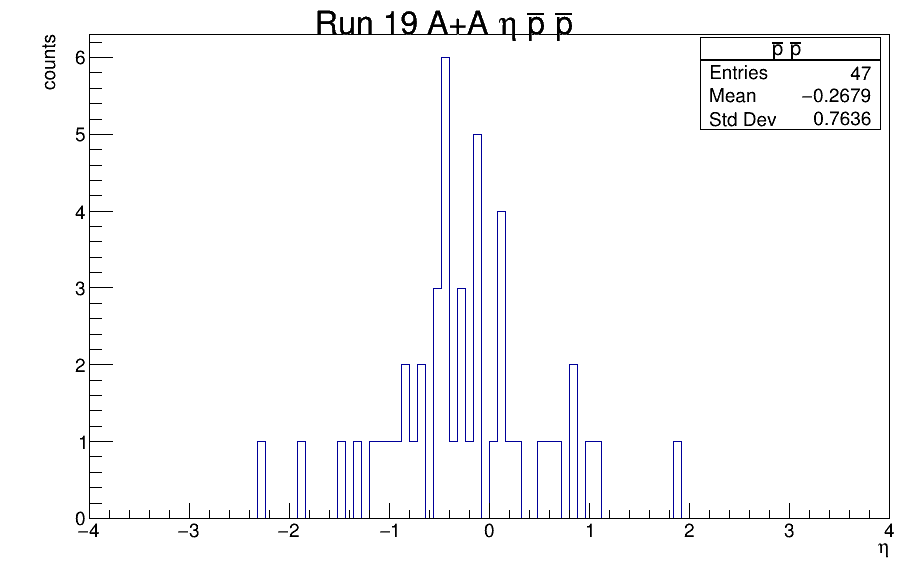 Run 19 A+A η p̅ p̅
counts
p̅ p̅
Entries 47
Mean −0.2679
Std Dev 0.7636
6
5
4
3
2
1
0
−4 −3 −2 −1 0 1 2 3 4
η